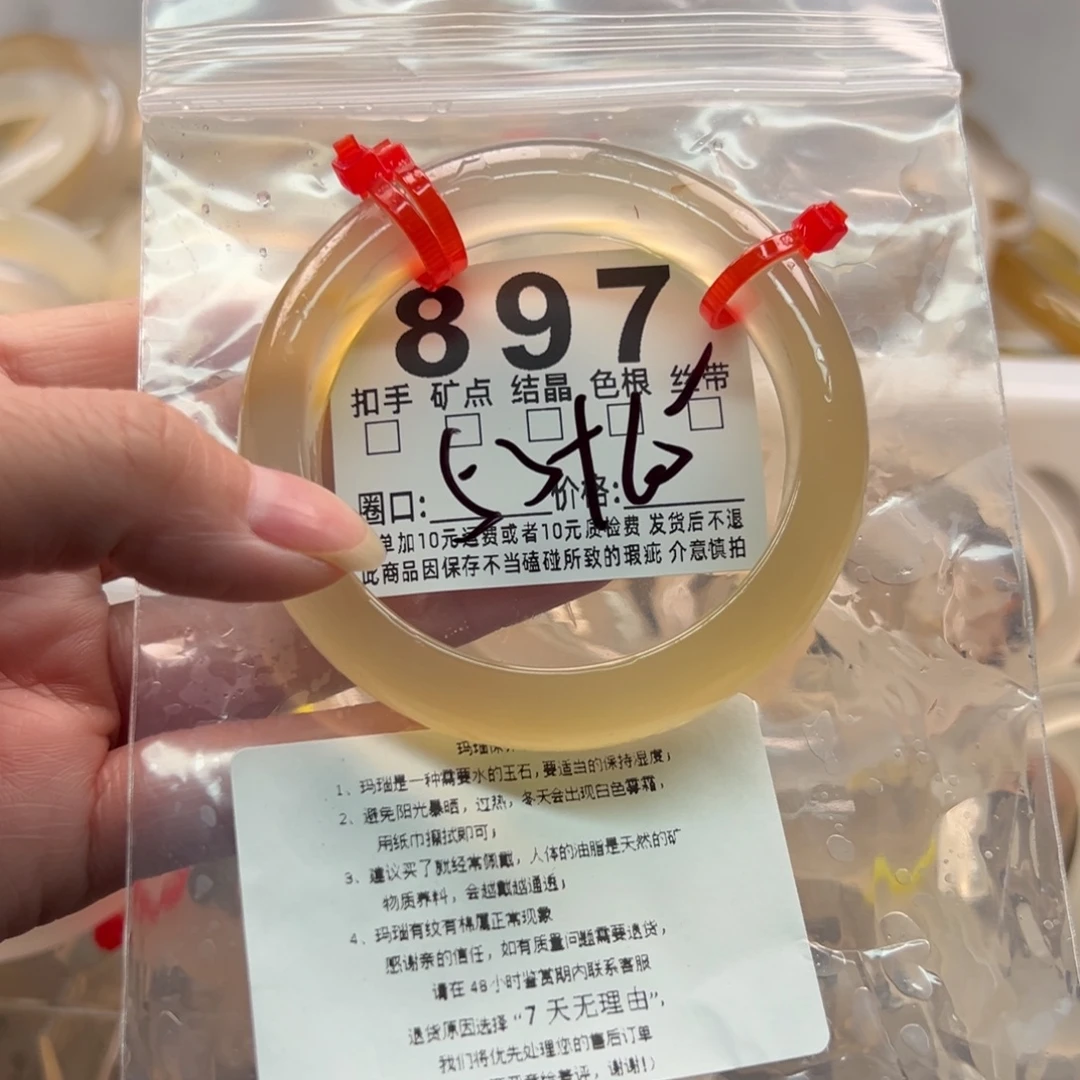 897
扣手 矿点 结晶 色根 丝带
圈口: 价格:
单加10元运费或者10元质检费 发货后不退
此商品因保存不当磕碰所致的瑕疵 介意慎拍
玛瑙保
1、玛瑙是一种需要水的玉石,要适当的保持湿度;
2、避免阳光暴晒,过热,冬天会出现白色雾霜,
用纸巾擦拭即可;
3、建议买了就经常佩戴,人体的油脂是天然的矿
物质养料,会越戴越通透;
4、玛瑙有纹有棉属正常现象
感谢亲的信任,如有质量问题需要退货,
请在48小时鉴赏期内联系客服
退货原因选择“7天无理由”,
我们将优先处理您的售后订单
评,谢谢!)